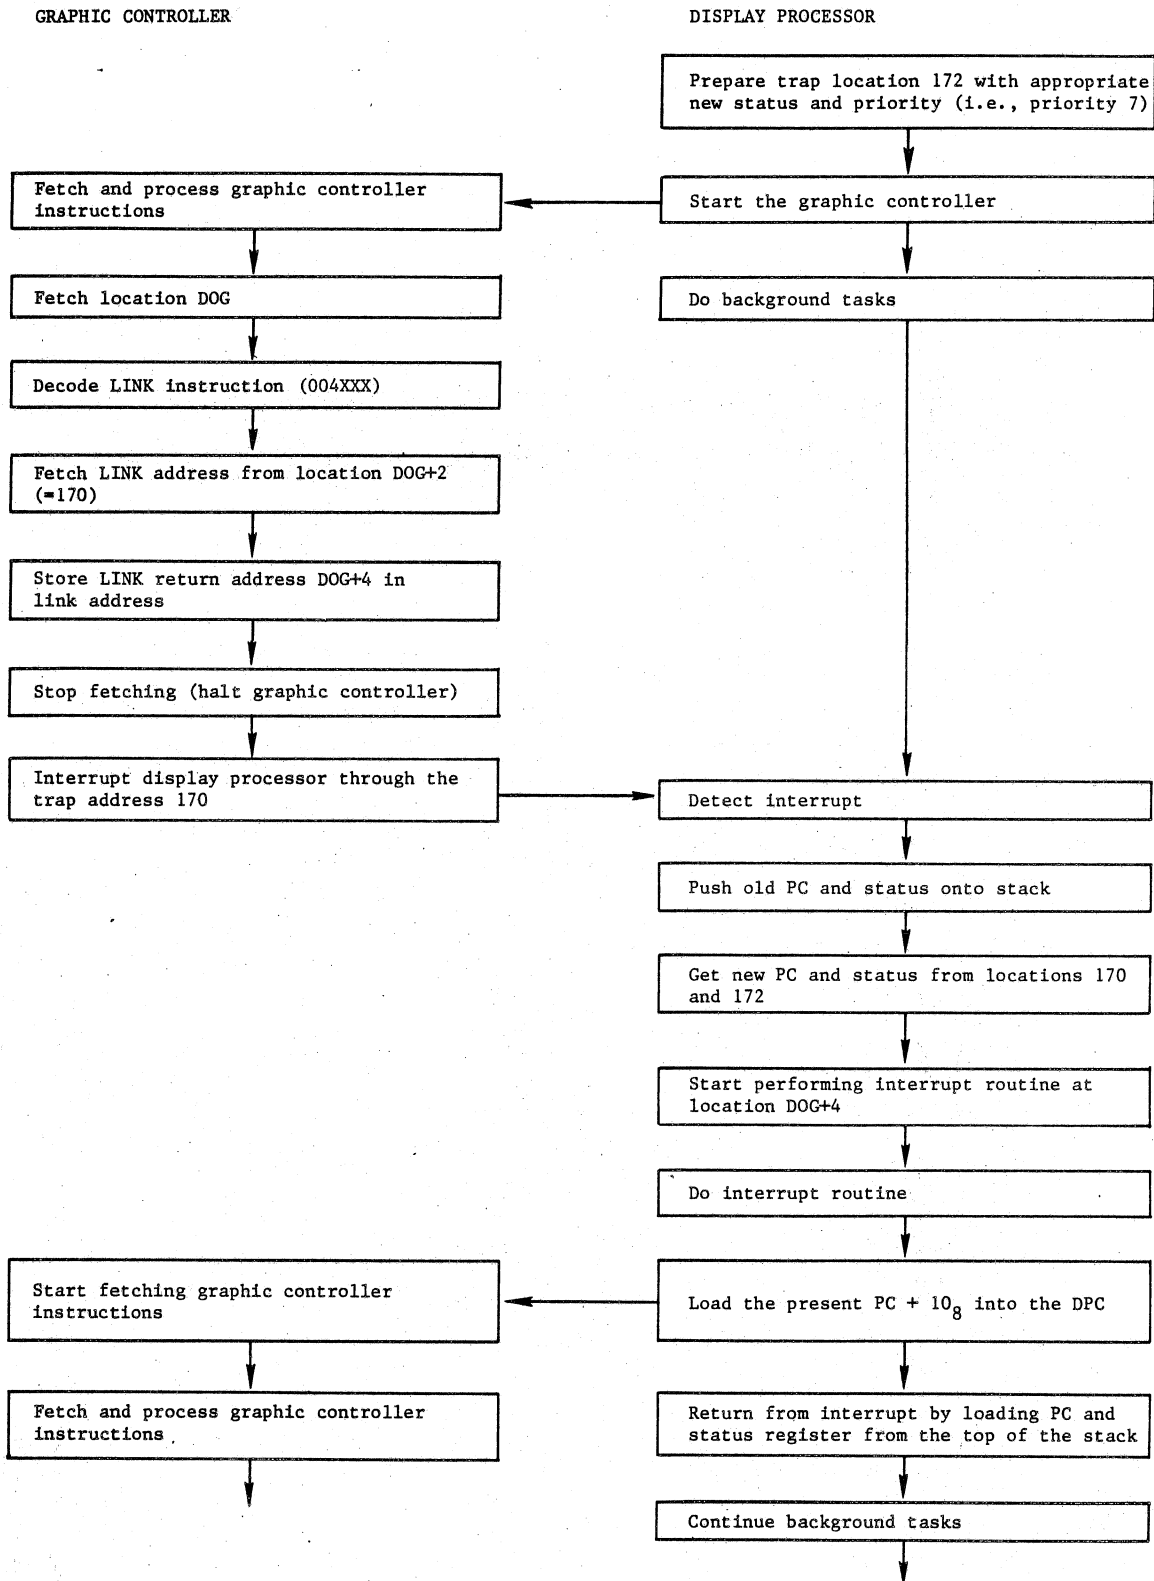 GRAPHIC CONTROLLER
DISPLAY PROCESSOR
Prepare trap location 172 with appropriate
new status and priority (i.e., priority 7)
Fetch and process graphic controller
instructions
Start the graphic controller
Fetch location DOG
Do background tasks
Decode LINK instruction (004XXX)
Fetch LINK address from location DOG+2
(=170)
Store LINK return address DOG+4 in
link address
Stop fetching (halt graphic controller)
Interrupt display processor through the
trap address 170
Detect interrupt
Push old PC and status onto stack
Get new PC and status from locations 170
and 172
Start performing interrupt routine at
location DOG+4
Do interrupt routine
Start fetching graphic controller
instructions
Load the present PC + 10₈ into the DPC
Fetch and process graphic controller
instructions
Return from interrupt by loading PC and
status register from the top of the stack
Continue background tasks